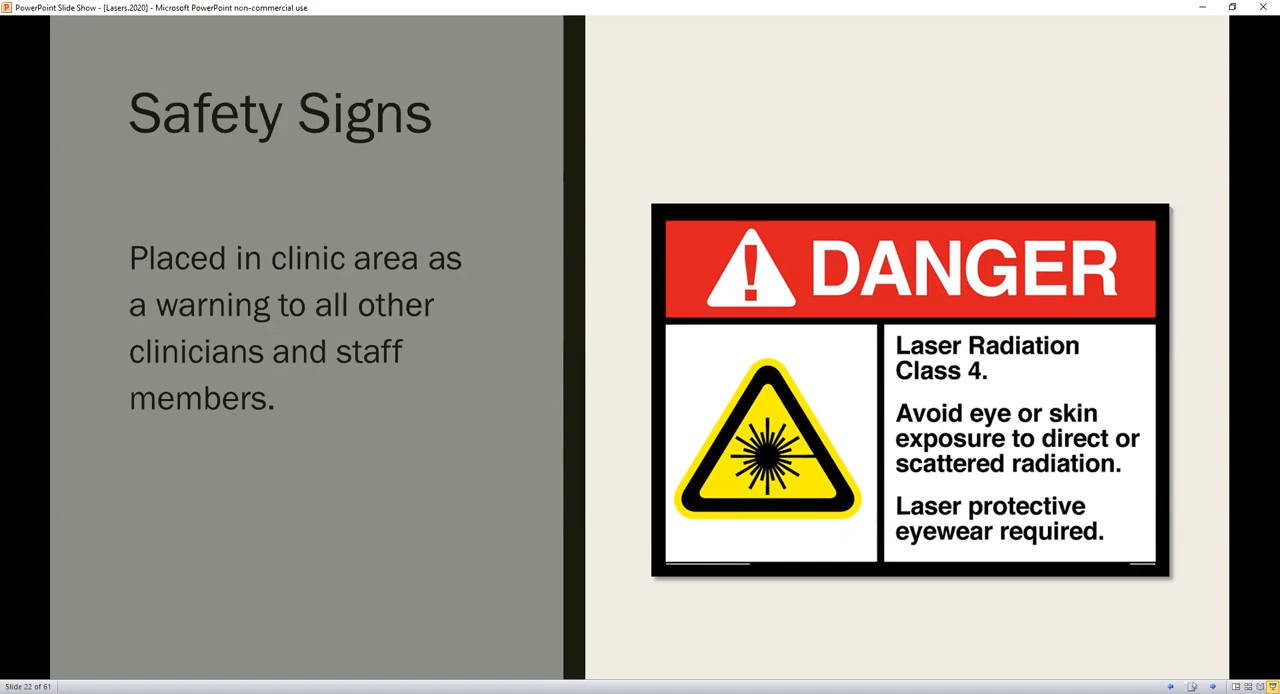 PowerPoint Slide Show - [Lasers.2020] - Microsoft PowerPoint non-commercial use
Safety Signs
Placed in clinic area as
a warning to all other
clinicians and staff
members.
DANGER
Laser Radiation
Class 4.
Avoid eye or skin
exposure to direct or
scattered radiation.
Laser protective
eyewear required.
Slide 22 of 61